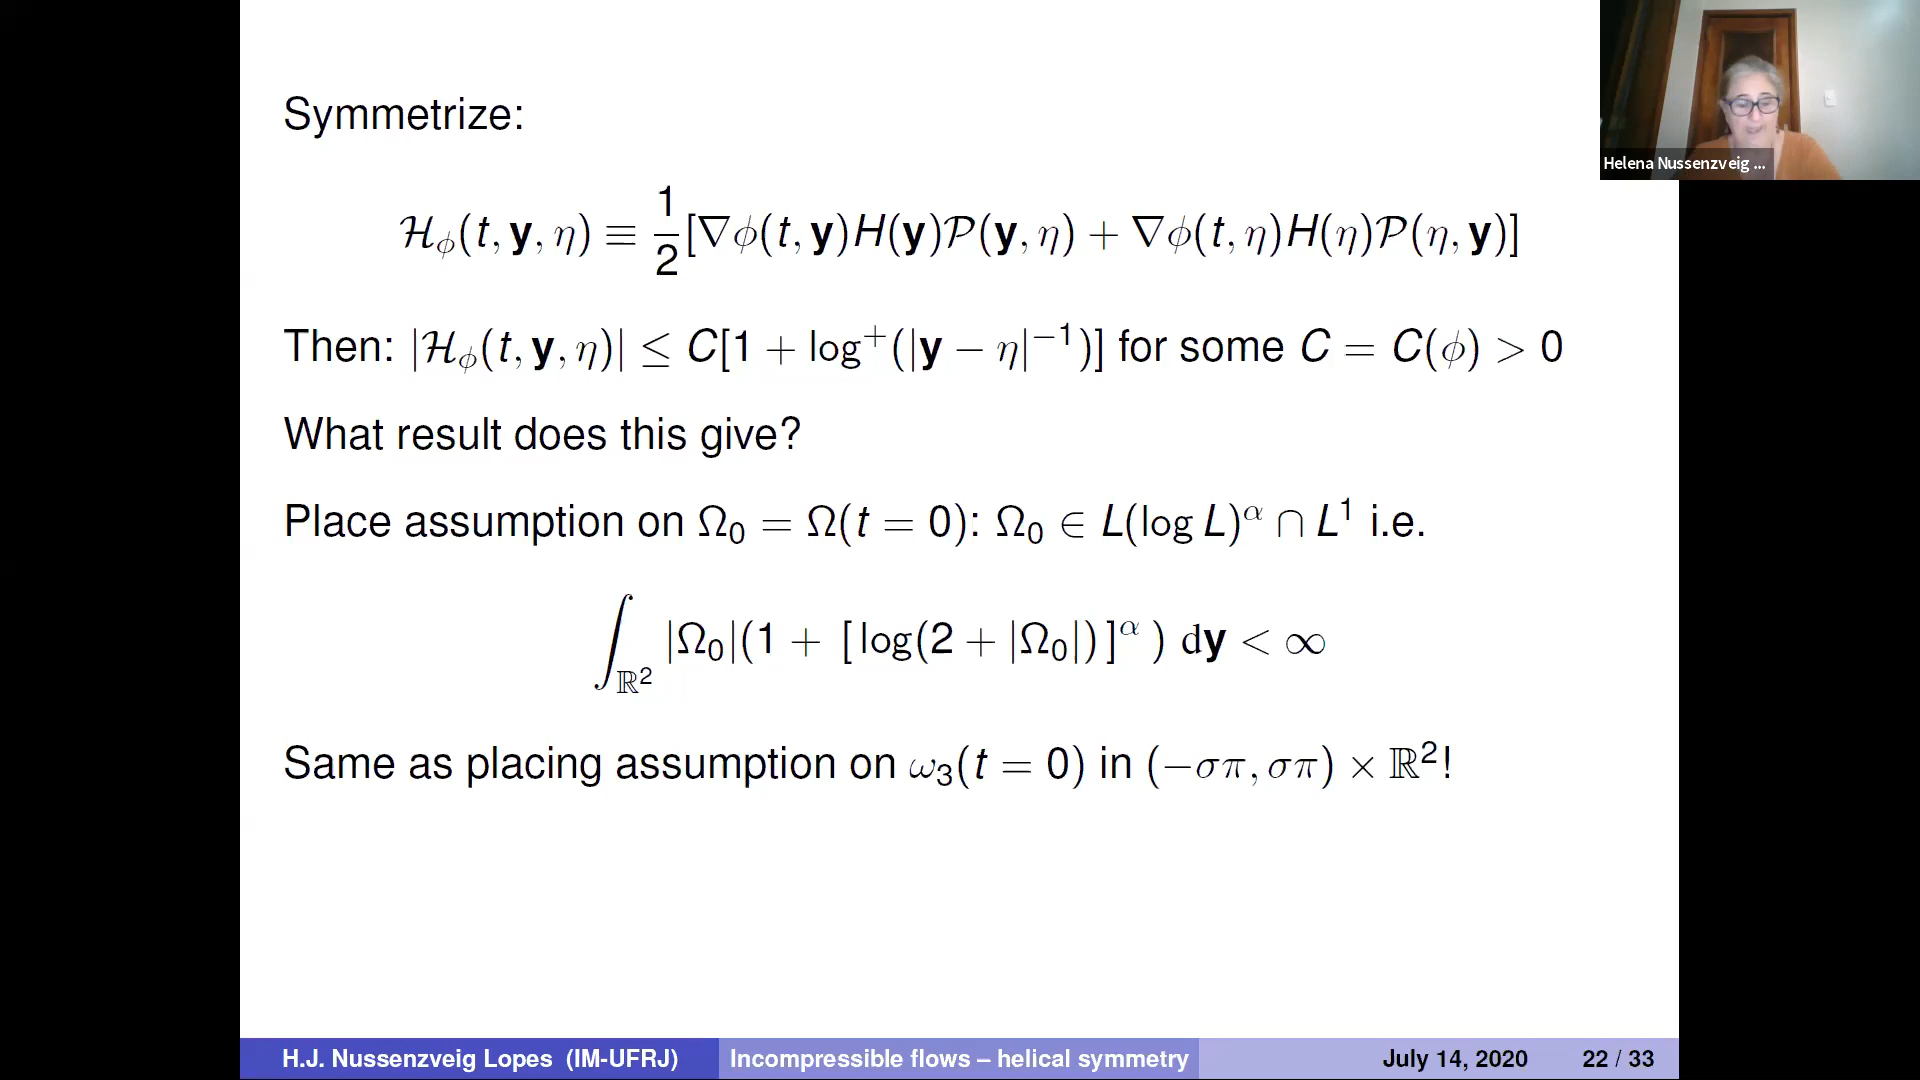 Symmetrize:
ℋ_ϕ(t, **y**, η) ≡ 1/2 [∇ϕ(t, **y**)H(**y**)𝒫(**y**, η) + ∇ϕ(t, η)H(η)𝒫(η, **y**)]
Then: |ℋ_ϕ(t, **y**, η)| ≤ C[1 + log⁺(|**y** − η|⁻¹)] for some C = C(ϕ) > 0
What result does this give?
Place assumption on Ω₀ = Ω(t = 0): Ω₀ ∈ L(log L)^α ∩ L¹ i.e.
∫_ℝ² |Ω₀|(1 + [log(2 + |Ω₀|)]^α) d**y** < ∞
Same as placing assumption on ω₃(t = 0) in (−σπ, σπ) × ℝ²!
Helena Nussenzveig ...
H.J. Nussenzveig Lopes (IM-UFRJ) Incompressible flows – helical symmetry July 14, 2020 22 / 33